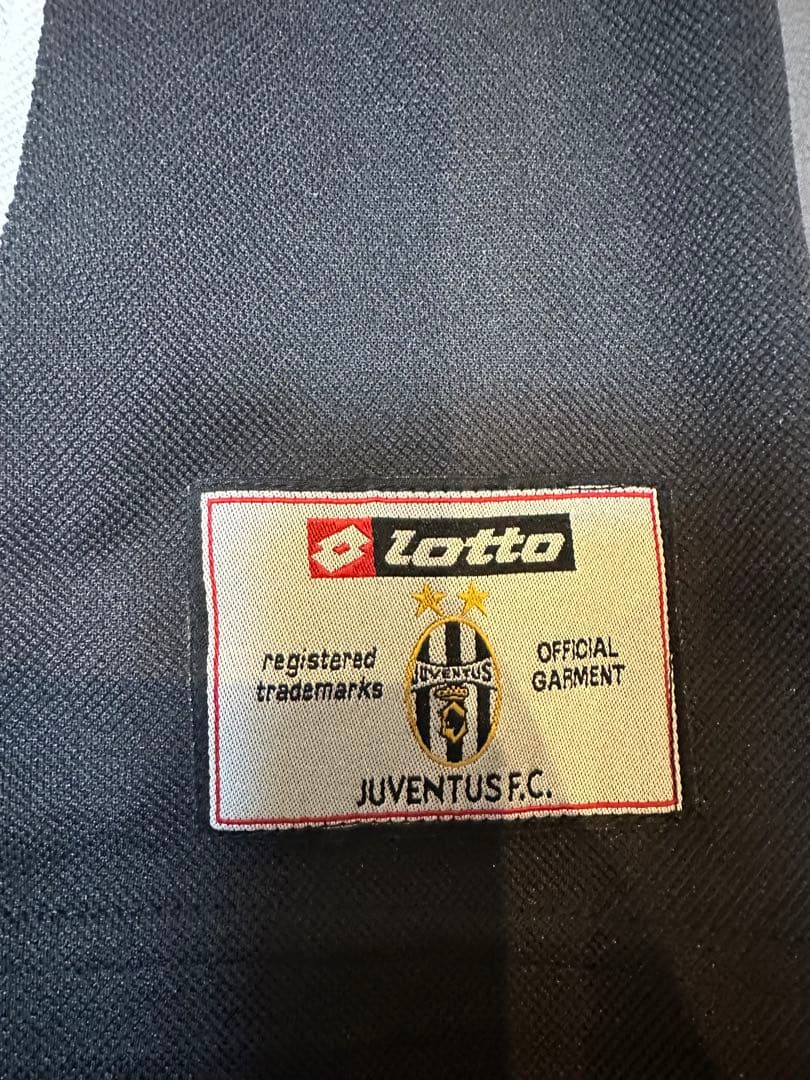 lotto
registered
trademarks
JUVENTUS
OFFICIAL
GARMENT
JUVENTUS F.C.